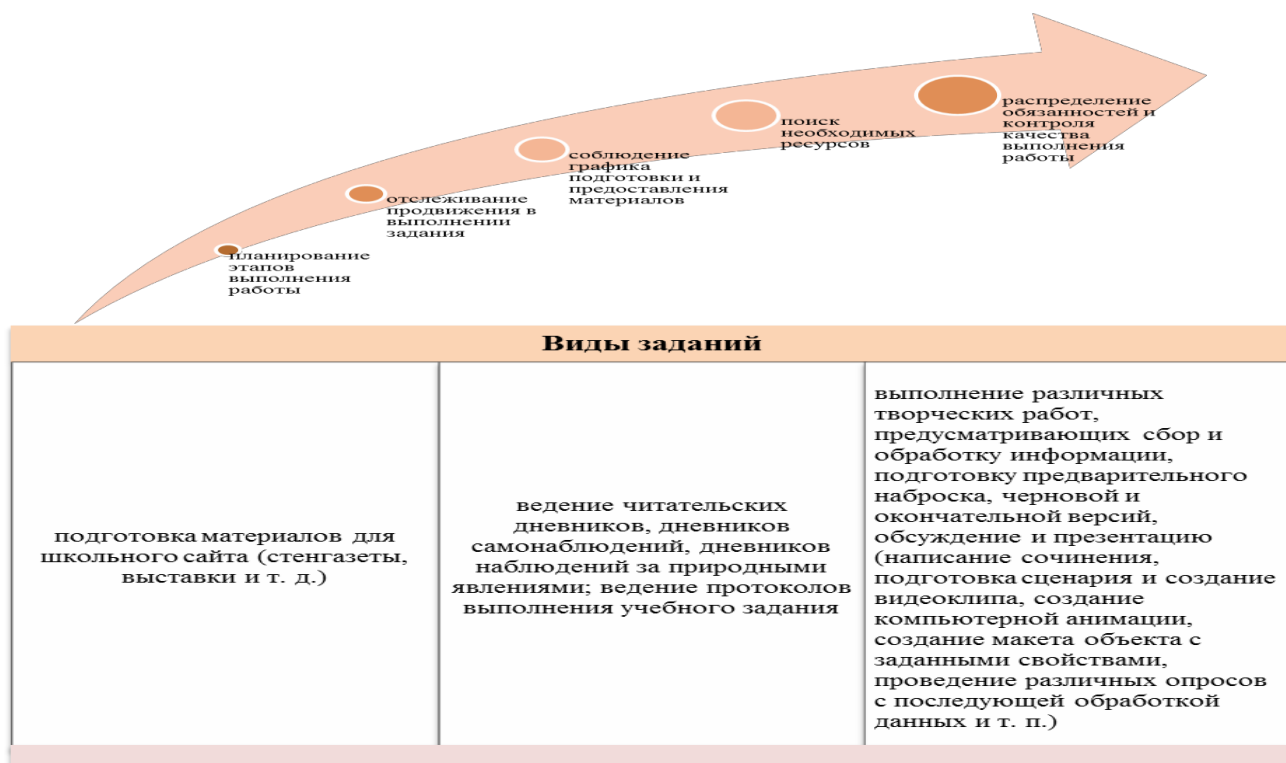 планирование
этапов
выполнения
работы
отслеживание
продвижения в
выполнении
задания
соблюдение
графика
подготовки и
предоставления
материалов
поиск
необходимых
ресурсов
распределение
обязанностей и
контроля
качества
выполнения
работы
Виды заданий
подготовка материалов для
школьного сайта (стенгазеты,
выставки и т. д.)
ведение читательских
дневников, дневников
самонаблюдений, дневников
наблюдений за природными
явлениями; ведение протоколов
выполнения учебного задания
выполнение различных
творческих работ,
предусматривающих сбор и
обработку информации,
подготовку предварительного
наброска, черновой и
окончательной версий,
обсуждение и презентацию
(написание сочинения,
подготовка сценария и создание
видеоклипа, создание
компьютерной анимации,
создание макета объекта с
заданными свойствами,
проведение различных опросов
с последующей обработкой
данных и т. п.)